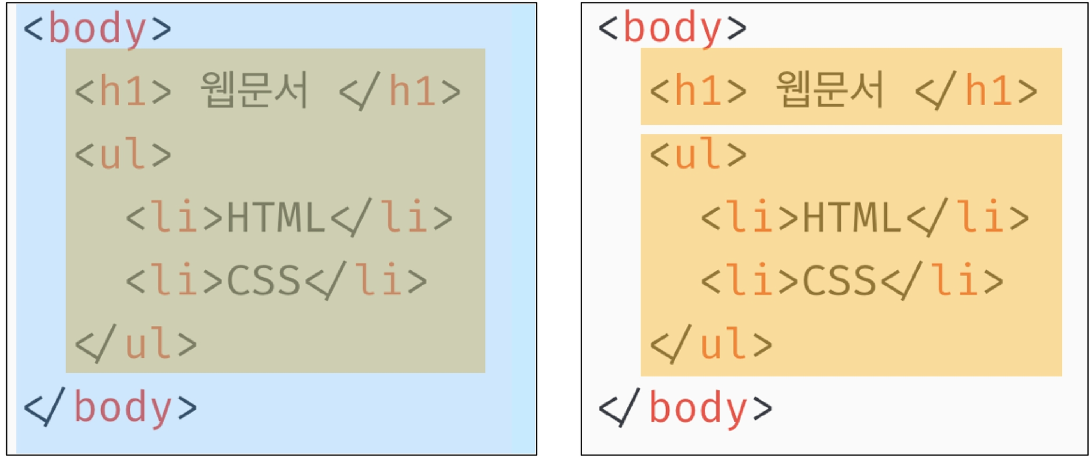 <body>
<h1> 웹문서 </h1>
<ul>
<li>HTML</li>
<li>CSS</li>
</ul>
</body>
<body>
<h1> 웹문서 </h1>
<ul>
<li>HTML</li>
<li>CSS</li>
</ul>
</body>